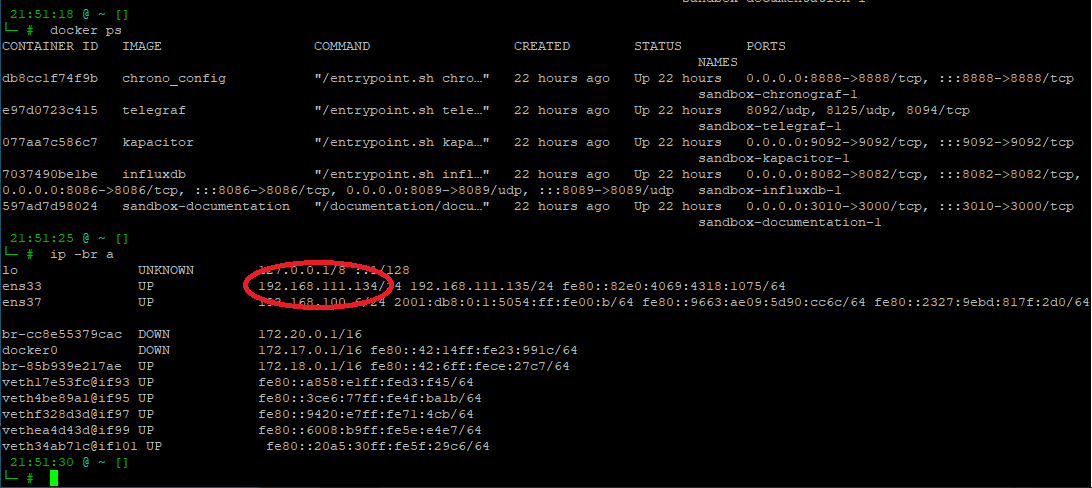 sandbox-documentation-1
21:51:18 @ ~ []
└─ # docker ps
CONTAINER ID   IMAGE                   COMMAND                  CREATED        STATUS        PORTS
NAMES
db8cc1f74f9b   chrono_config           "/entrypoint.sh chro…"   22 hours ago   Up 22 hours   0.0.0.0:8888->8888/tcp, :::8888->8888/tcp
sandbox-chronograf-1
e97d0723c415   telegraf                "/entrypoint.sh tele…"   22 hours ago   Up 22 hours   8092/udp, 8125/udp, 8094/tcp
sandbox-telegraf-1
077aa7c586c7   kapacitor               "/entrypoint.sh kapa…"   22 hours ago   Up 22 hours   0.0.0.0:9092->9092/tcp, :::9092->9092/tcp
sandbox-kapacitor-1
7037490be1be   influxdb                "/entrypoint.sh infl…"   22 hours ago   Up 22 hours   0.0.0.0:8082->8082/tcp, :::8082->8082/tcp,
0.0.0.0:8086->8086/tcp, :::8086->8086/tcp, 0.0.0.0:8089->8089/udp, :::8089->8089/udp   sandbox-influxdb-1
597ad7d98024   sandbox-documentation   "/documentation/docu…"   22 hours ago   Up 22 hours   0.0.0.0:3010->3000/tcp, :::3010->3000/tcp
sandbox-documentation-1
21:51:25 @ ~ []
└─ # ip -br a
lo               UNKNOWN        127.0.0.1/8 ::1/128
ens33            UP             192.168.111.134/24 192.168.111.135/24 fe80::82e0:4069:4318:1075/64
ens37            UP             192.168.100.6/24 2001:db8:0:1:5054:ff:fe00:b/64 fe80::9663:ae09:5d90:cc6c/64 fe80::2327:9ebd:817f:2d0/64
br-cc8e55379cac  DOWN           172.20.0.1/16
docker0          DOWN           172.17.0.1/16 fe80::42:14ff:fe23:991c/64
br-85b939e217ae  UP             172.18.0.1/16 fe80::42:6ff:fece:27c7/64
veth17e53fc@if93 UP             fe80::a858:e1ff:fed3:f45/64
veth4be89a1@if95 UP             fe80::3ce6:77ff:fe4f:ba1b/64
vethf328d3d@if97 UP             fe80::9420:e7ff:fe71:4cb/64
vethea4d43d@if99 UP             fe80::6008:b9ff:fe5e:e4e7/64
veth34ab71c@if101 UP             fe80::20a5:30ff:fe5f:29c6/64
21:51:30 @ ~ []
└─ #